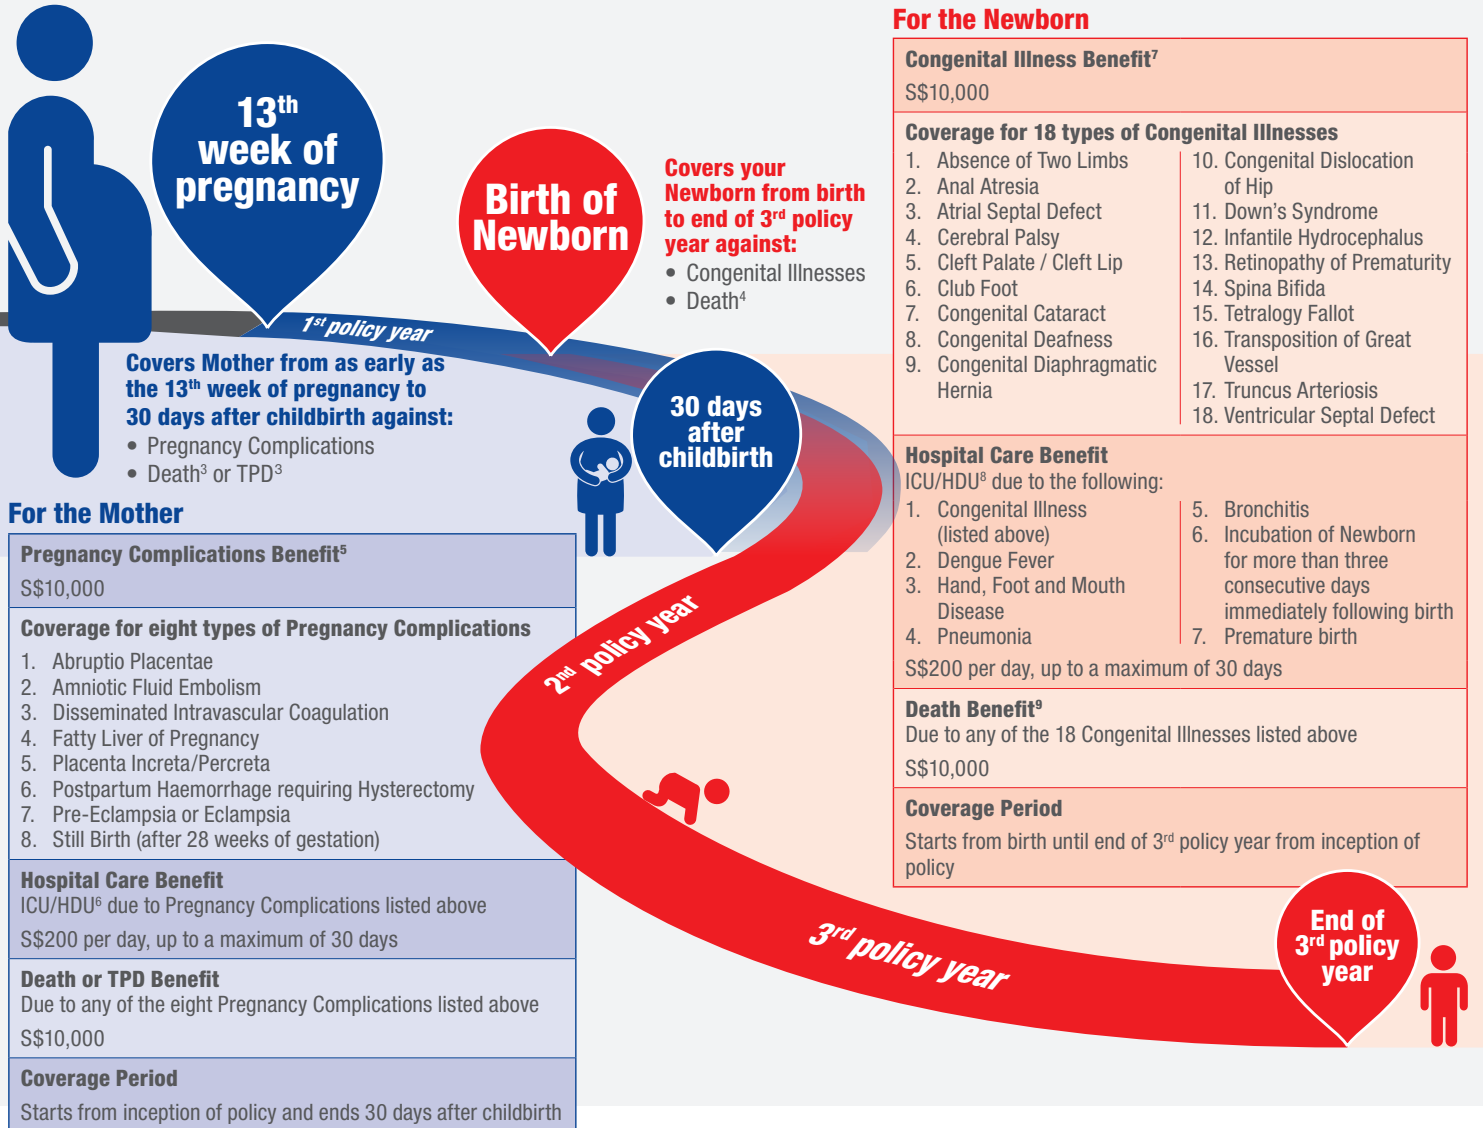 13th
week of
pregnancy
Birth of
Newborn
Covers your
Newborn from birth
to end of 3rd policy
year against:
• Congenital Illnesses
• Death4
1st policy year
Covers Mother from as early as
the 13th week of pregnancy to
30 days after childbirth against:
• Pregnancy Complications
• Death3 or TPD3
30 days
after
childbirth
For the Mother
Pregnancy Complications Benefit5
S$10,000
Coverage for eight types of Pregnancy Complications
1. Abruptio Placentae
2. Amniotic Fluid Embolism
3. Disseminated Intravascular Coagulation
4. Fatty Liver of Pregnancy
5. Placenta Increta/Percreta
6. Postpartum Haemorrhage requiring Hysterectomy
7. Pre-Eclampsia or Eclampsia
8. Still Birth (after 28 weeks of gestation)
Hospital Care Benefit
ICU/HDU6 due to Pregnancy Complications listed above
S$200 per day, up to a maximum of 30 days
Death or TPD Benefit
Due to any of the eight Pregnancy Complications listed above
S$10,000
Coverage Period
Starts from inception of policy and ends 30 days after childbirth
2nd policy year
3rd policy year
For the Newborn
Congenital Illness Benefit7
S$10,000
Coverage for 18 types of Congenital Illnesses
1. Absence of Two Limbs
2. Anal Atresia
3. Atrial Septal Defect
4. Cerebral Palsy
5. Cleft Palate / Cleft Lip
6. Club Foot
7. Congenital Cataract
8. Congenital Deafness
9. Congenital Diaphragmatic
Hernia
10. Congenital Dislocation
of Hip
11. Down's Syndrome
12. Infantile Hydrocephalus
13. Retinopathy of Prematurity
14. Spina Bifida
15. Tetralogy Fallot
16. Transposition of Great
Vessel
17. Truncus Arteriosis
18. Ventricular Septal Defect
Hospital Care Benefit
ICU/HDU8 due to the following:
1. Congenital Illness
(listed above)
2. Dengue Fever
3. Hand, Foot and Mouth
Disease
4. Pneumonia
5. Bronchitis
6. Incubation of Newborn
for more than three
consecutive days
immediately following birth
7. Premature birth
S$200 per day, up to a maximum of 30 days
Death Benefit9
Due to any of the 18 Congenital Illnesses listed above
S$10,000
Coverage Period
Starts from birth until end of 3rd policy year from inception of
policy
End of
3rd policy
year